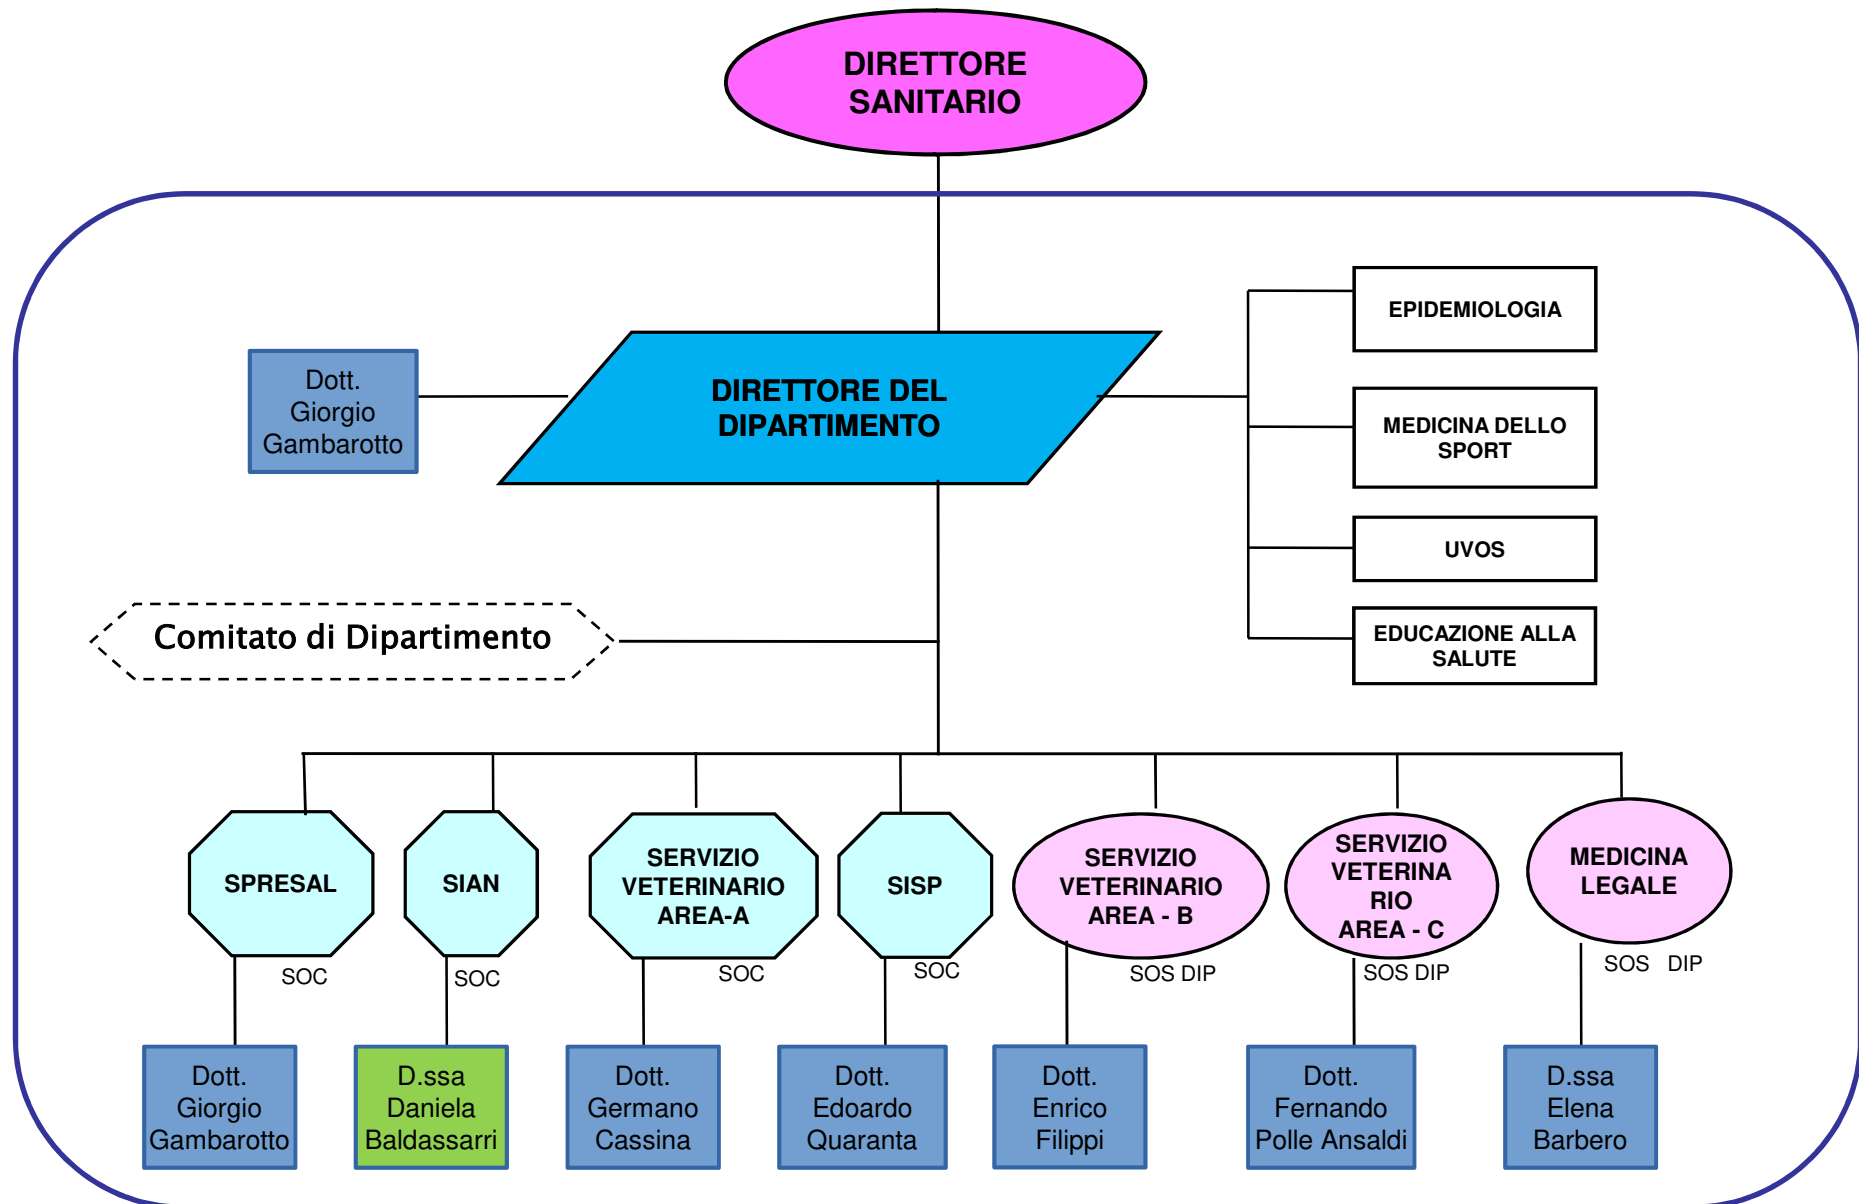 DIRETTORE
SANITARIO
EPIDEMIOLOGIA
Dott.
Giorgio
Gambarotto
DIRETTORE DEL
DIPARTIMENTO
MEDICINA DELLO
SPORT
UVOS
EDUCAZIONE ALLA
SALUTE
Comitato di Dipartimento
SPRESAL
SOC
SIAN
SOC
SERVIZIO
VETERINARIO
AREA-A
SOC
SISP
SOC
SERVIZIO
VETERINARIO
AREA - B
SOS DIP
SERVIZIO
VETERINA
RIO
AREA - C
SOS DIP
MEDICINA
LEGALE
SOS DIP
Dott.
Giorgio
Gambarotto
D.ssa
Daniela
Baldassarri
Dott.
Germano
Cassina
Dott.
Edoardo
Quaranta
Dott.
Enrico
Filippi
Dott.
Fernando
Polle Ansaldi
D.ssa
Elena
Barbero